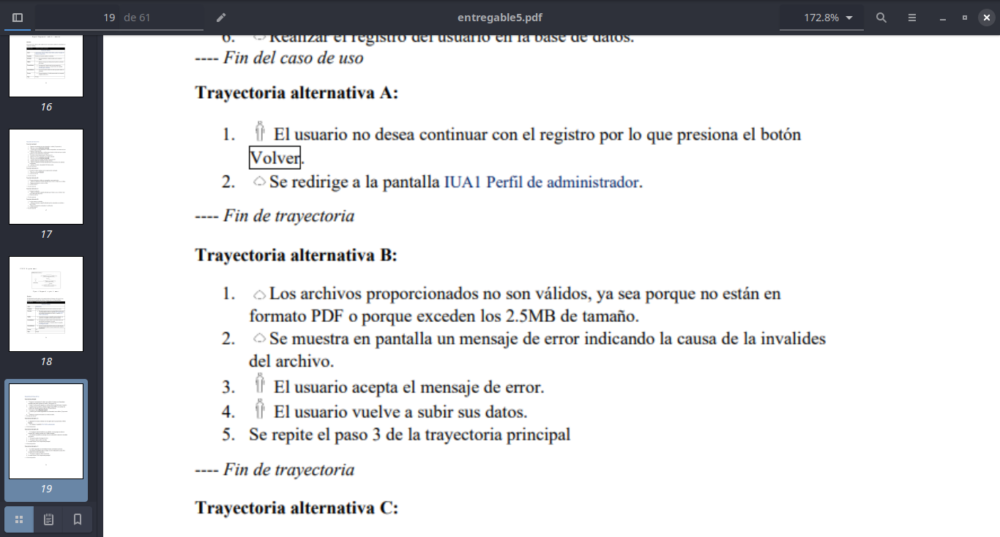 19 de 61
entregable5.pdf
172.8%
16
17
18
19
6. Realizar el registro del usuario en la base de datos.
---- Fin del caso de uso
Trayectoria alternativa A:
1. El usuario no desea continuar con el registro por lo que presiona el botón
Volver.
2. Se redirige a la pantalla IUA1 Perfil de administrador.
---- Fin de trayectoria
Trayectoria alternativa B:
1. Los archivos proporcionados no son válidos, ya sea porque no están en
formato PDF o porque exceden los 2.5MB de tamaño.
2. Se muestra en pantalla un mensaje de error indicando la causa de la invalides
del archivo.
3. El usuario acepta el mensaje de error.
4. El usuario vuelve a subir sus datos.
5. Se repite el paso 3 de la trayectoria principal
---- Fin de trayectoria
Trayectoria alternativa C: